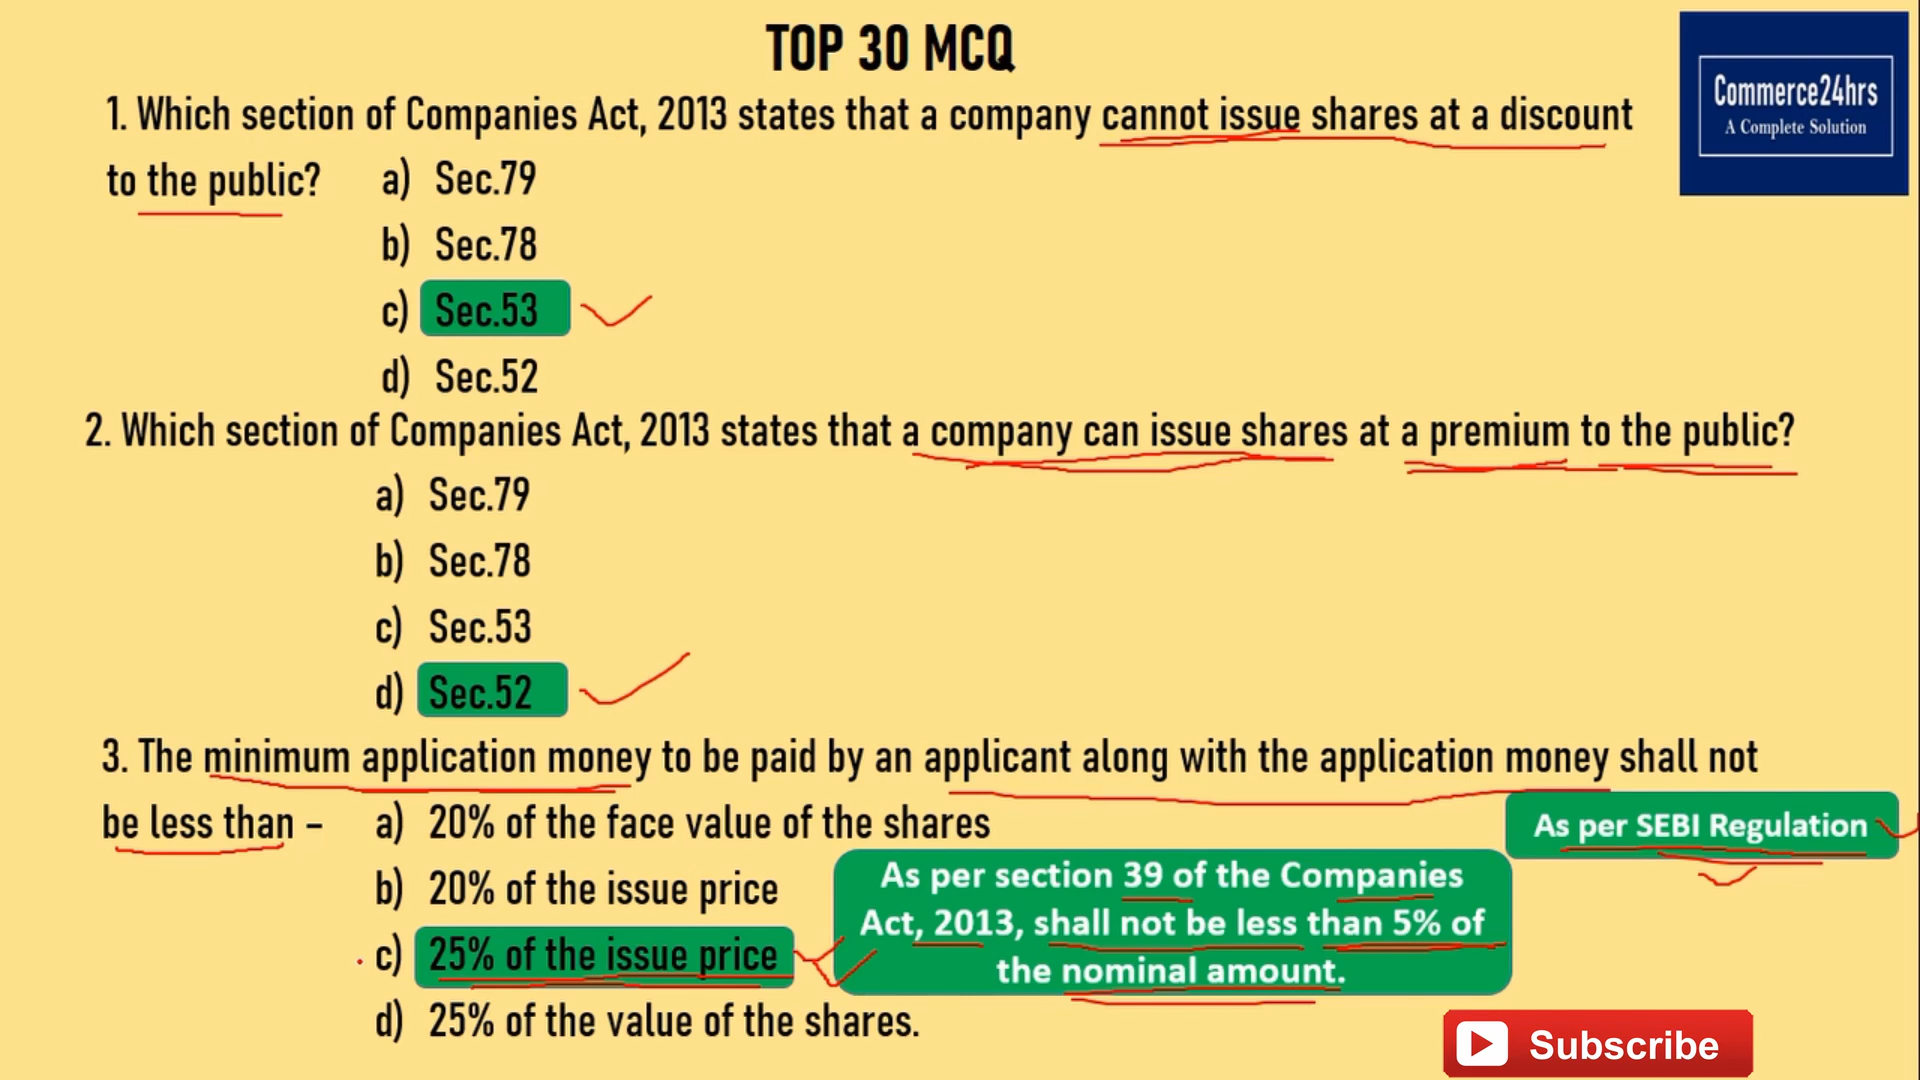 TOP 30 MCQ
Commerce24hrs
A Complete Solution
1. Which section of Companies Act, 2013 states that a company cannot issue shares at a discount
to the public? a) Sec.79
b) Sec.78
c) Sec.53
d) Sec.52
2. Which section of Companies Act, 2013 states that a company can issue shares at a premium to the public?
a) Sec.79
b) Sec.78
c) Sec.53
d) Sec.52
3. The minimum application money to be paid by an applicant along with the application money shall not
be less than – a) 20% of the face value of the shares
As per SEBI Regulation
b) 20% of the issue price
c) 25% of the issue price
As per section 39 of the Companies
Act, 2013, shall not be less than 5% of
the nominal amount.
d) 25% of the value of the shares.
Subscribe